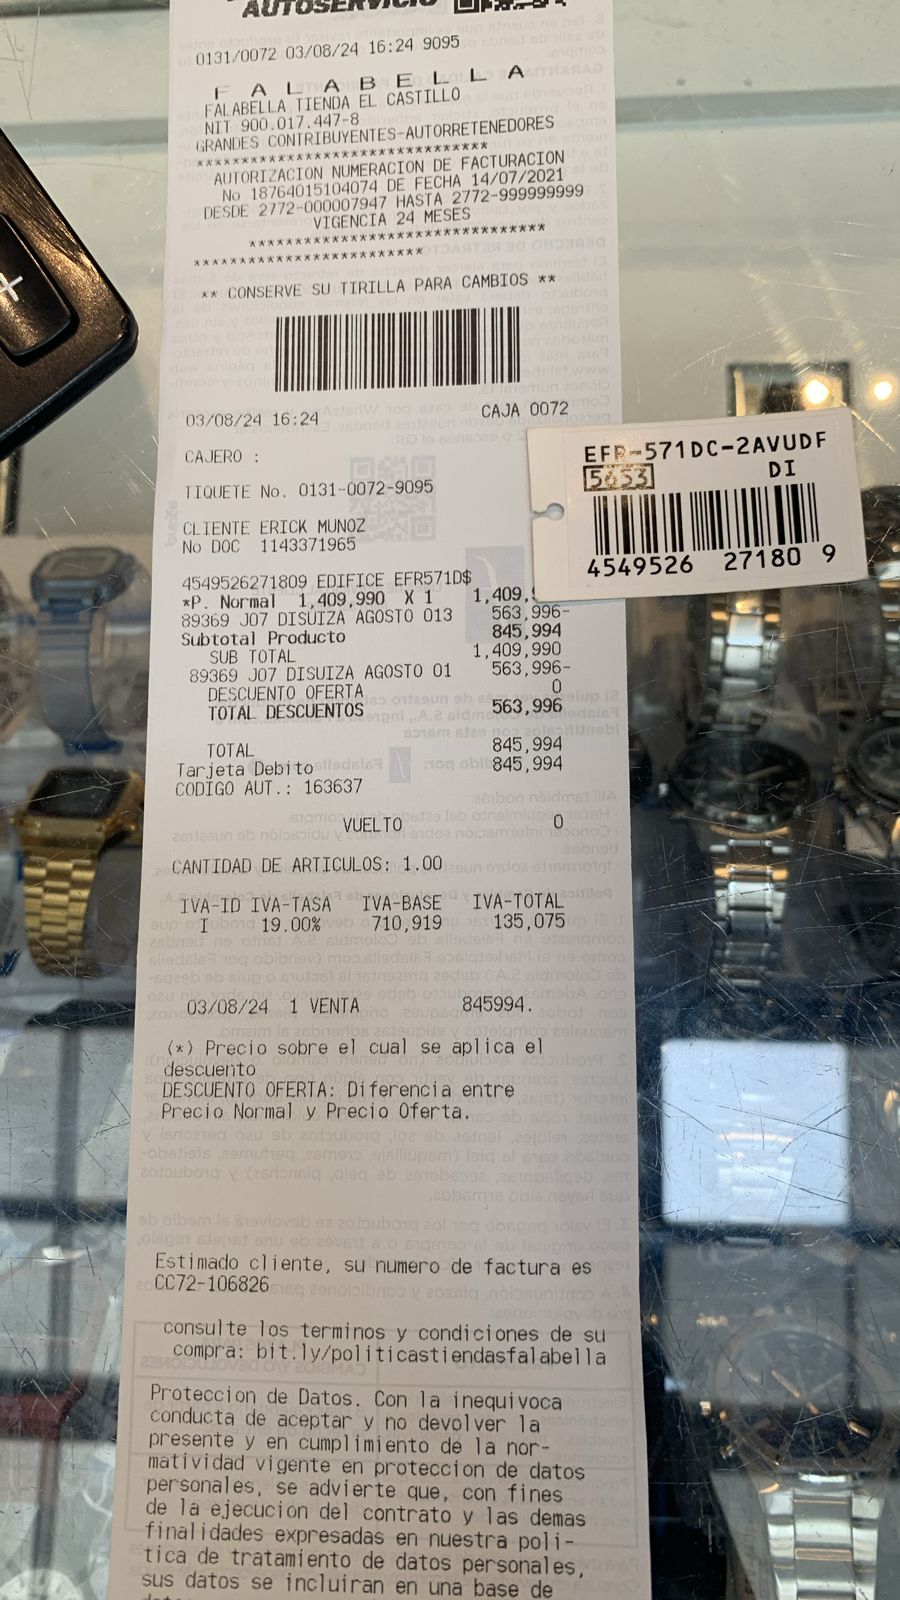 AUTOSERVICIO
0131/0072 03/08/24 16:24 9095
F A L A B E L L A
FALABELLA TIENDA EL CASTILLO
NIT 900.017.447-8
GRANDES CONTRIBUYENTES-AUTORRETENEDORES
*******************************
AUTORIZACION NUMERACION DE FACTURACION
No 18764015104074 DE FECHA 14/07/2021
DESDE 2772-000007947 HASTA 2772-999999999
VIGENCIA 24 MESES
*******************************
************************
** CONSERVE SU TIRILLA PARA CAMBIOS **
03/08/24 16:24 CAJA 0072
CAJERO :
TIQUETE No. 0131-0072-9095
CLIENTE ERICK MUNOZ
No DOC 1143371965
4549526271809 EDIFICE EFR571D$
*P. Normal 1,409,990 X 1 1,409,
89369 J07 DISUIZA AGOSTO 013 563,996-
Subtotal Producto 845,994
SUB TOTAL 1,409,990
89369 J07 DISUIZA AGOSTO 01 563,996-
DESCUENTO OFERTA 0
TOTAL DESCUENTOS 563,996
TOTAL 845,994
Tarjeta Debito 845,994
CODIGO AUT.: 163637
VUELTO 0
CANTIDAD DE ARTICULOS: 1.00
IVA-ID IVA-TASA IVA-BASE IVA-TOTAL
I 19.00% 710,919 135,075
03/08/24 1 VENTA 845994.
(*) Precio sobre el cual se aplica el
descuento
DESCUENTO OFERTA: Diferencia entre
Precio Normal y Precio Oferta.
Estimado cliente, su numero de factura es
CC72-106826
consulte los terminos y condiciones de su
compra: bit.ly/politicastiendasfalabella
Proteccion de Datos. Con la inequivoca
conducta de aceptar y no devolver la
presente y en cumplimiento de la nor-
matividad vigente en proteccion de datos
personales, se advierte que, con fines
de la ejecucion del contrato y las demas
finalidades expresadas en nuestra poli-
tica de tratamiento de datos personales,
sus datos se incluiran en una base de
EFR-571DC-2AVUDF
5653 DI
4549526 27180 9